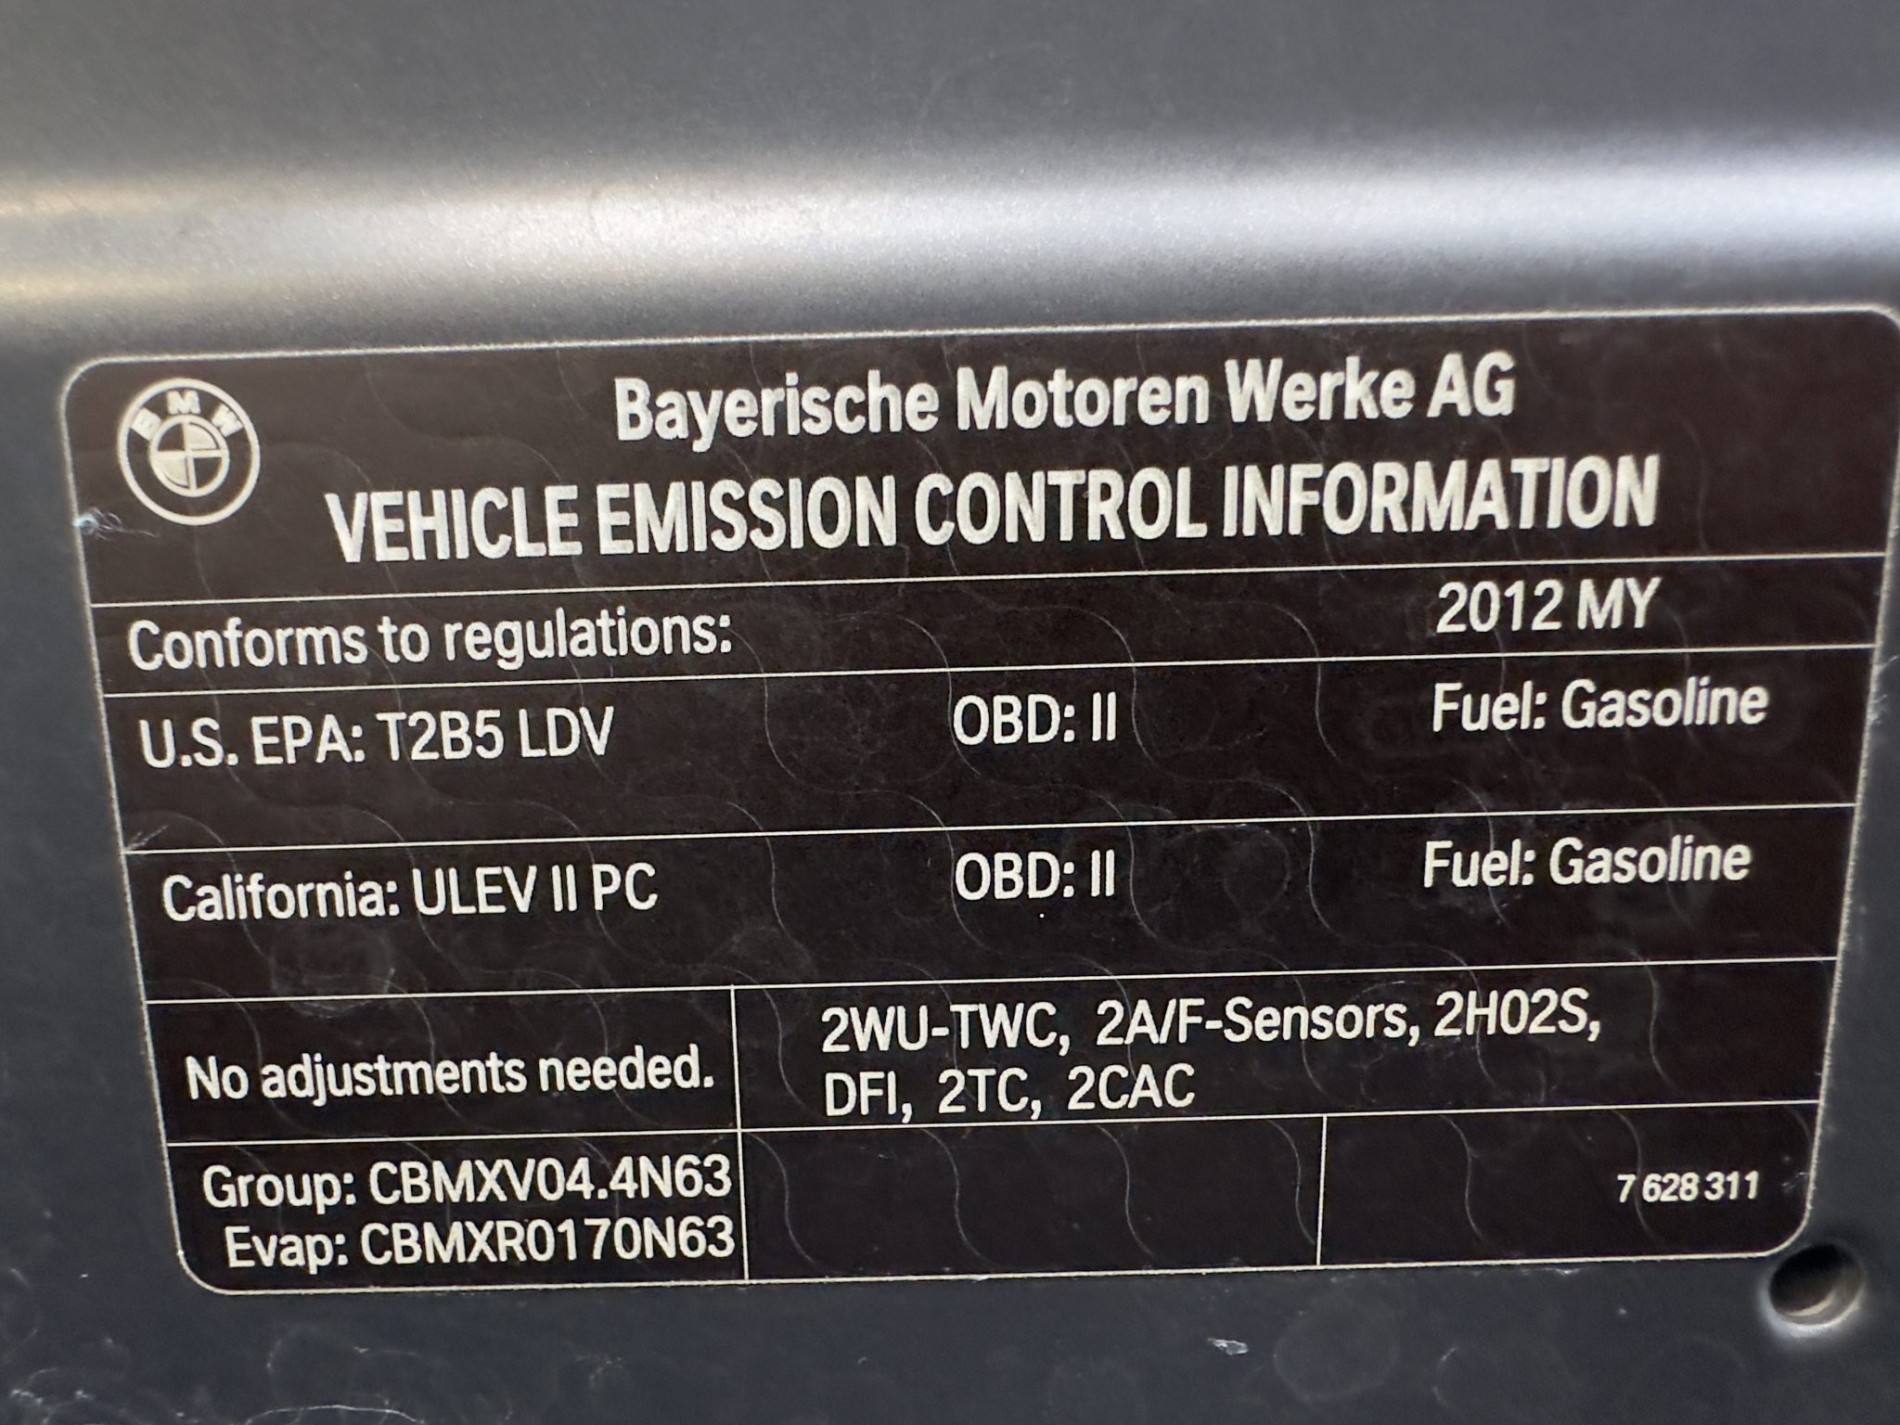 BMW
Bayerische Motoren Werke AG
VEHICLE EMISSION CONTROL INFORMATION
Conforms to regulations: 2012 MY
U.S. EPA: T2B5 LDV OBD: II Fuel: Gasoline
California: ULEV II PC OBD: II Fuel: Gasoline
No adjustments needed.
2WU-TWC, 2A/F-Sensors, 2HO2S,
DFI, 2TC, 2CAC
Group: CBMXV04.4N63
Evap: CBMXR0170N63
7 628 311